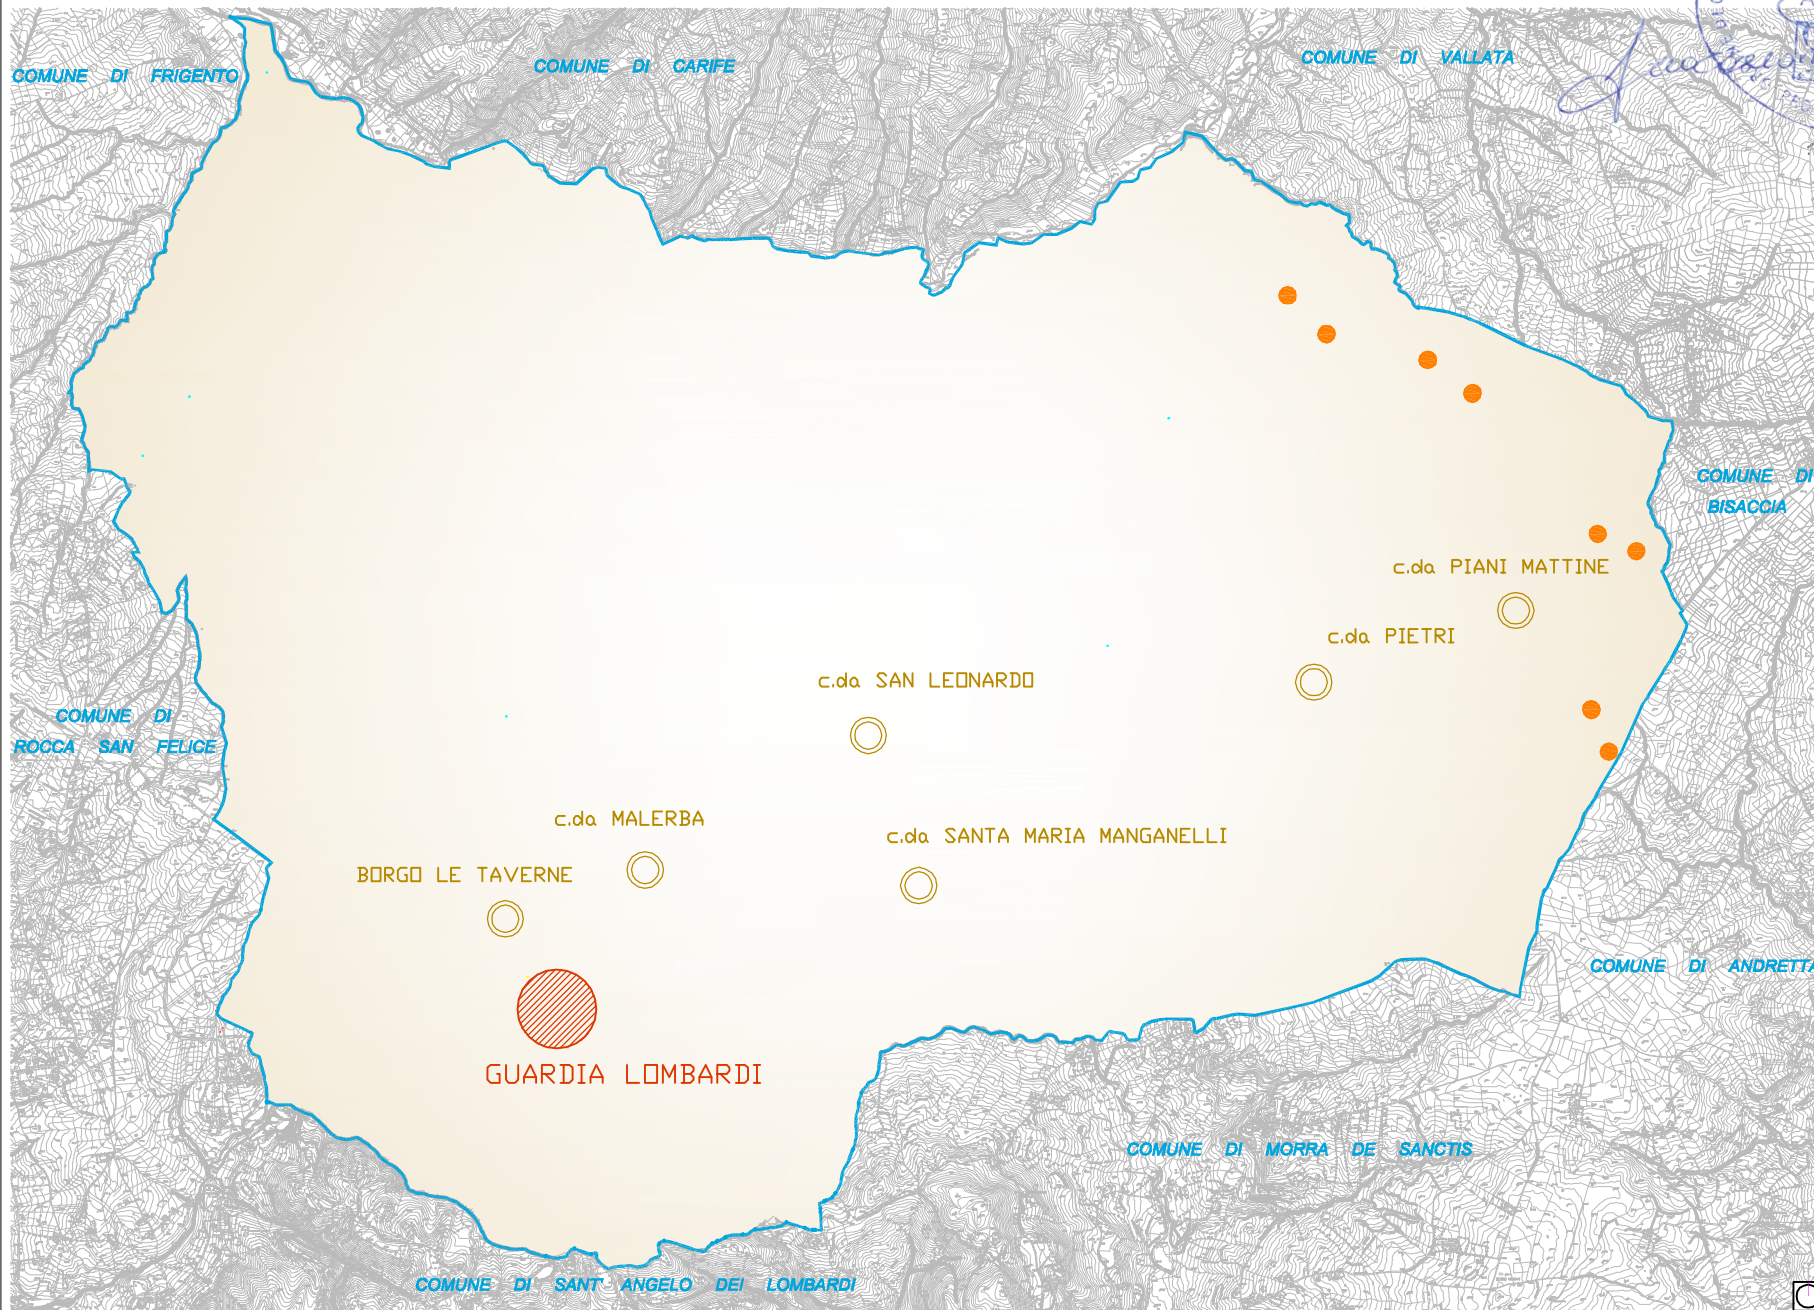 COMUNE DI FRIGENTO
COMUNE DI CARIFE
COMUNE DI VALLATA
COMUNE DI
BISACCIA
c.da PIANI MATTINE
c.da PIETRI
c.da SAN LEONARDO
COMUNE DI
ROCCA SAN FELICE
c.da MALERBA
c.da SANTA MARIA MANGANELLI
BORGO LE TAVERNE
COMUNE DI ANDRETTA
GUARDIA LOMBARDI
COMUNE DI MORRA DE SANCTIS
COMUNE DI SANT' ANGELO DEI LOMBARDI